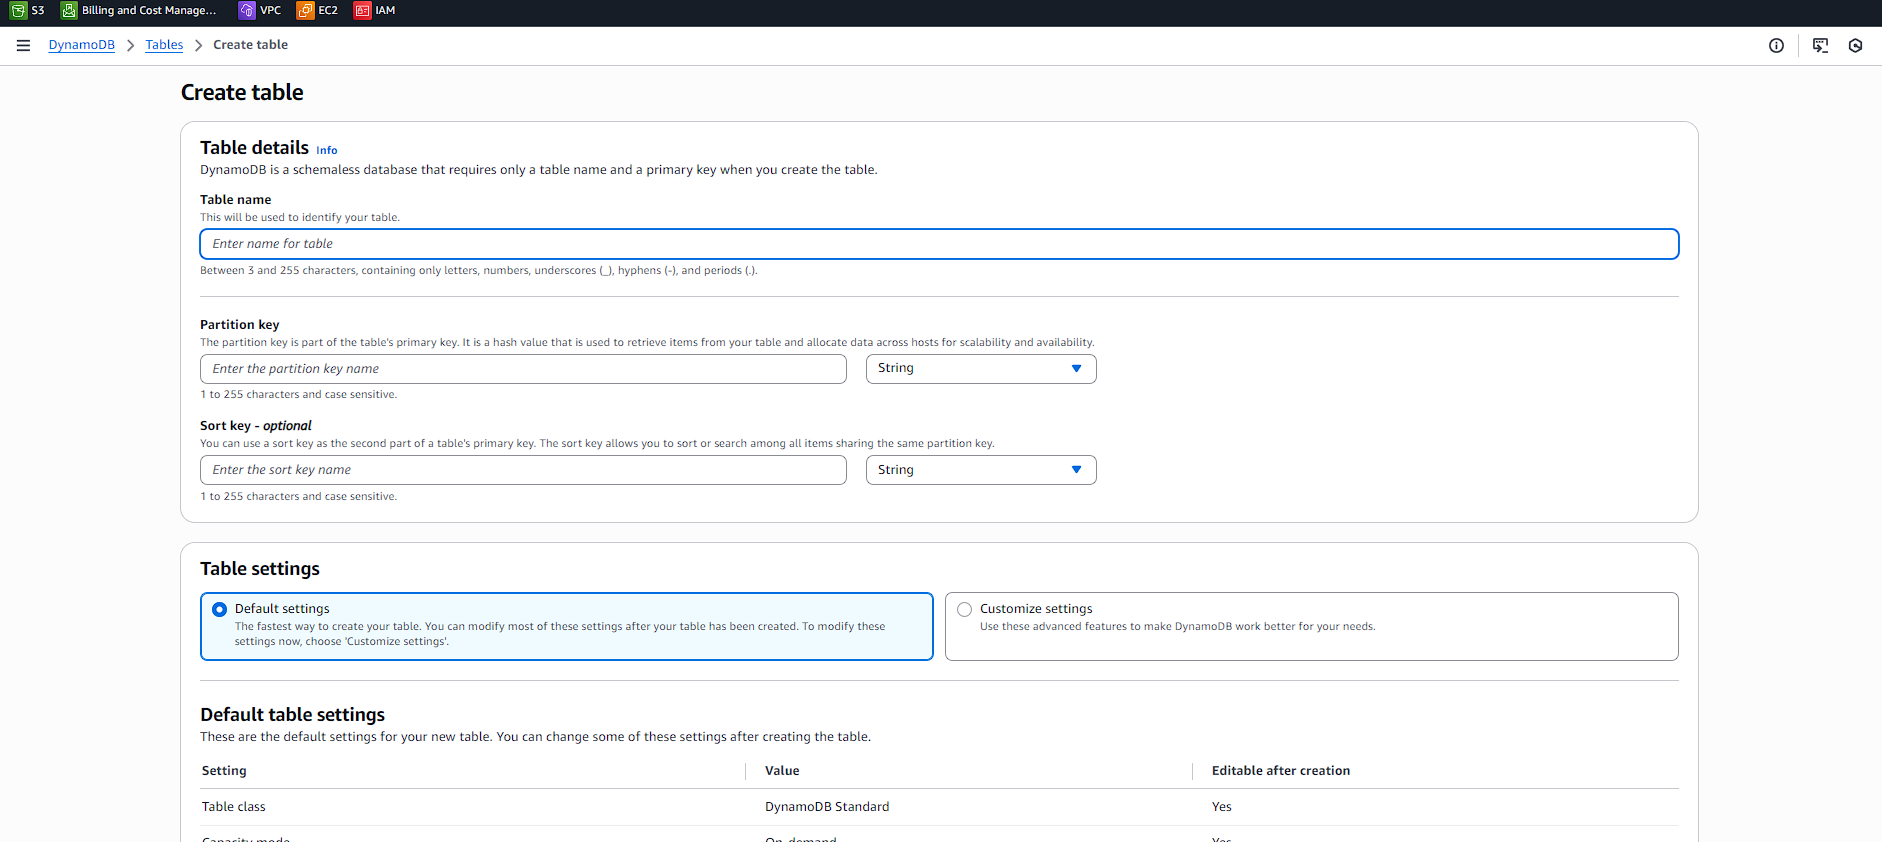 S3 Billing and Cost Manage... VPC EC2 IAM
DynamoDB Tables Create table
Create table
Table details Info
DynamoDB is a schemaless database that requires only a table name and a primary key when you create the table.
Table name
This will be used to identify your table.
Enter name for table
Between 3 and 255 characters, containing only letters, numbers, underscores (_), hyphens (-), and periods (.).
Partition key
The partition key is part of the table's primary key. It is a hash value that is used to retrieve items from your table and allocate data across hosts for scalability and availability.
Enter the partition key name String
1 to 255 characters and case sensitive.
Sort key - optional
You can use a sort key as the second part of a table's primary key. The sort key allows you to sort or search among all items sharing the same partition key.
Enter the sort key name String
1 to 255 characters and case sensitive.
Table settings
Default settings
The fastest way to create your table. You can modify most of these settings after your table has been created. To modify these
settings now, choose 'Customize settings'.
Customize settings
Use these advanced features to make DynamoDB work better for your needs.
Default table settings
These are the default settings for your new table. You can change some of these settings after creating the table.
Setting Value Editable after creation
Table class DynamoDB Standard Yes
Capacity mode On-demand Yes